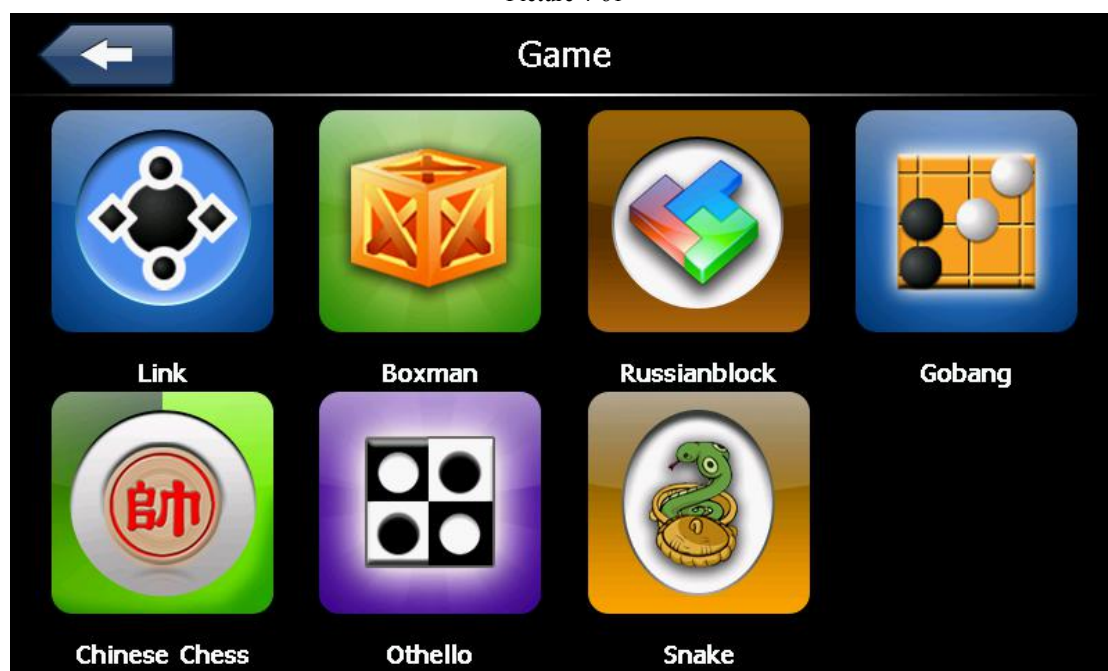 Game
Link
Boxman
Russianblock
Gobang
帥
Chinese Chess
Othello
Snake